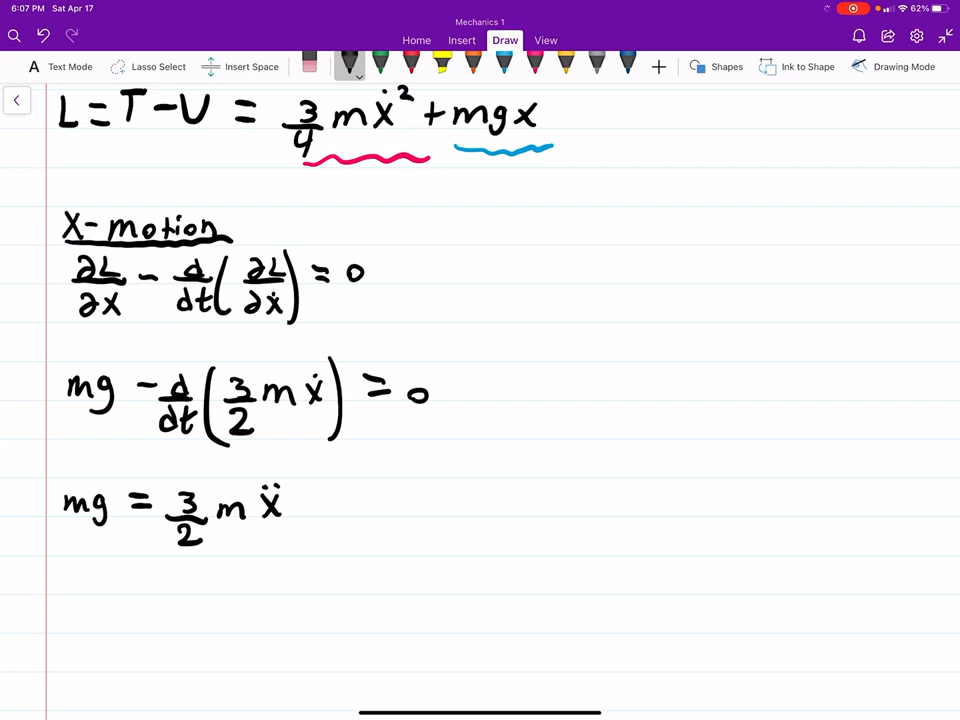 6:07 PM Sat Apr 17 62%
Mechanics 1
Home Insert Draw View
A Text Mode Lasso Select Insert Space Shapes Ink to Shape Drawing Mode
L = T - U = 3/4 mẋ² + mgx
X-motion
∂L/∂x - d/dt(∂L/∂ẋ) = 0
mg - d/dt(3/2 mẋ) = 0
mg = 3/2 m ẍ